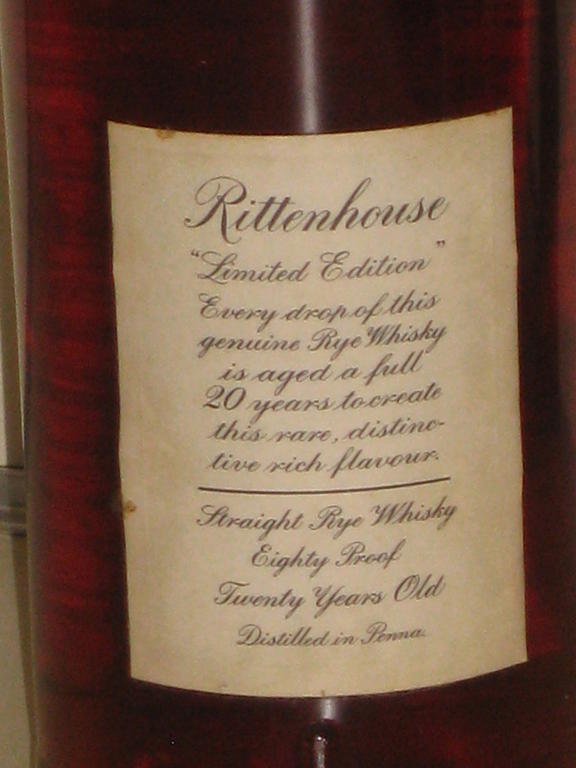 Rittenhouse
"Limited Edition"
Every drop of this
genuine Rye Whisky
is aged a full
20 years to create
this rare, distinc-
tive rich flavour.
Straight Rye Whisky
Eighty Proof
Twenty Years Old
Distilled in Penna.